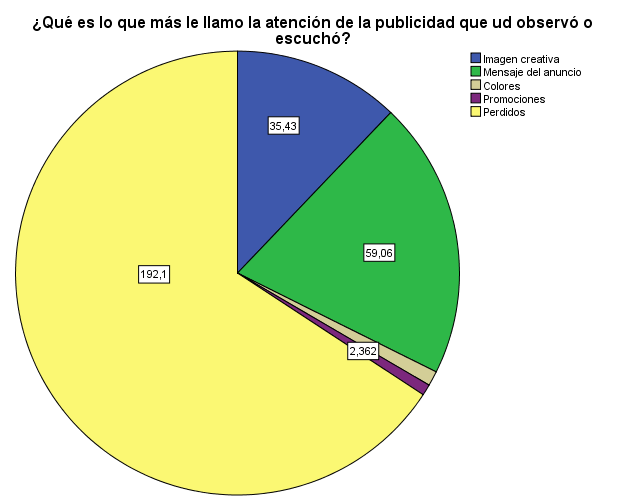 ¿Qué es lo que más le llamo la atención de la publicidad que ud observó o
escuchó?
Imagen creativa
Mensaje del anuncio
Colores
Promociones
Perdidos
35,43
59,06
192,1
2,362